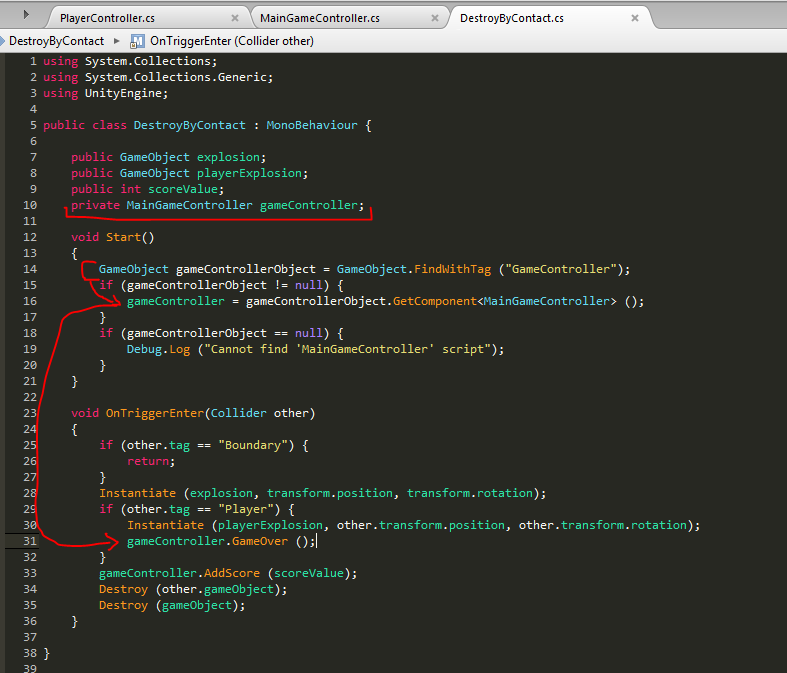 PlayerController.cs × MainGameController.cs × DestroyByContact.cs ×
DestroyByContact ▸ M OnTriggerEnter (Collider other)
1 using System.Collections;
2 using System.Collections.Generic;
3 using UnityEngine;
4
5 public class DestroyByContact : MonoBehaviour {
6
7 public GameObject explosion;
8 public GameObject playerExplosion;
9 public int scoreValue;
10 private MainGameController gameController;
11
12 void Start()
13 {
14 GameObject gameControllerObject = GameObject.FindWithTag ("GameController");
15 if (gameControllerObject != null) {
16 gameController = gameControllerObject.GetComponent<MainGameController> ();
17 }
18 if (gameControllerObject == null) {
19 Debug.Log ("Cannot find 'MainGameController' script");
20 }
21 }
22
23 void OnTriggerEnter(Collider other)
24 {
25 if (other.tag == "Boundary") {
26 return;
27 }
28 Instantiate (explosion, transform.position, transform.rotation);
29 if (other.tag == "Player") {
30 Instantiate (playerExplosion, other.transform.position, other.transform.rotation);
31 gameController.GameOver ();
32 }
33 gameController.AddScore (scoreValue);
34 Destroy (other.gameObject);
35 Destroy (gameObject);
36 }
37
38 }
39